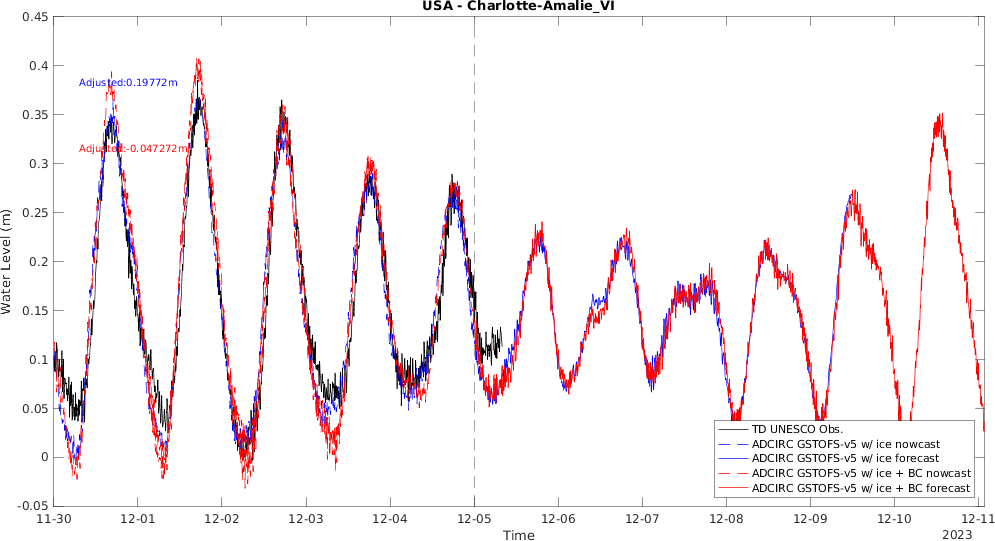 USA - Charlotte-Amalie_VI
0.45
0.4
0.35
0.3
0.25
0.2
0.15
0.1
0.05
0
-0.05
Water Level (m)
Adjusted:0.19772m
Adjusted:-0.047272m
TD UNESCO Obs.
ADCIRC GSTOFS-v5 w/ ice nowcast
ADCIRC GSTOFS-v5 w/ ice forecast
ADCIRC GSTOFS-v5 w/ ice + BC nowcast
ADCIRC GSTOFS-v5 w/ ice + BC forecast
11-30 12-01 12-02 12-03 12-04 12-05 12-06 12-07 12-08 12-09 12-10 12-11
Time
2023